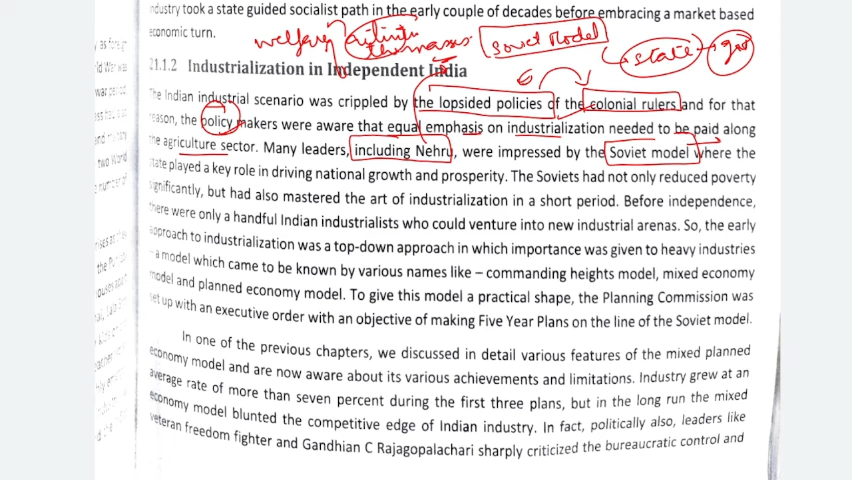 industry took a state guided socialist path in the early couple of decades before embracing a market based
economic turn.
welfare
the masses
Soviet Model
state
21.1.2 Industrialization in Independent India
The Indian industrial scenario was crippled by the lopsided policies of the colonial rulers and for that
reason, the policy makers were aware that equal emphasis on industrialization needed to be paid along
the agriculture sector. Many leaders, including Nehru, were impressed by the Soviet model where the
state played a key role in driving national growth and prosperity. The Soviets had not only reduced poverty
significantly, but had also mastered the art of industrialization in a short period. Before independence,
there were only a handful Indian industrialists who could venture into new industrial arenas. So, the early
approach to industrialization was a top-down approach in which importance was given to heavy industries
– a model which came to be known by various names like – commanding heights model, mixed economy
model and planned economy model. To give this model a practical shape, the Planning Commission was
set up with an executive order with an objective of making Five Year Plans on the line of the Soviet model.
In one of the previous chapters, we discussed in detail various features of the mixed planned
economy model and are now aware about its various achievements and limitations. Industry grew at an
average rate of more than seven percent during the first three plans, but in the long run the mixed
economy model blunted the competitive edge of Indian industry. In fact, politically also, leaders like
veteran freedom fighter and Gandhian C Rajagopalachari sharply criticized the bureaucratic control and